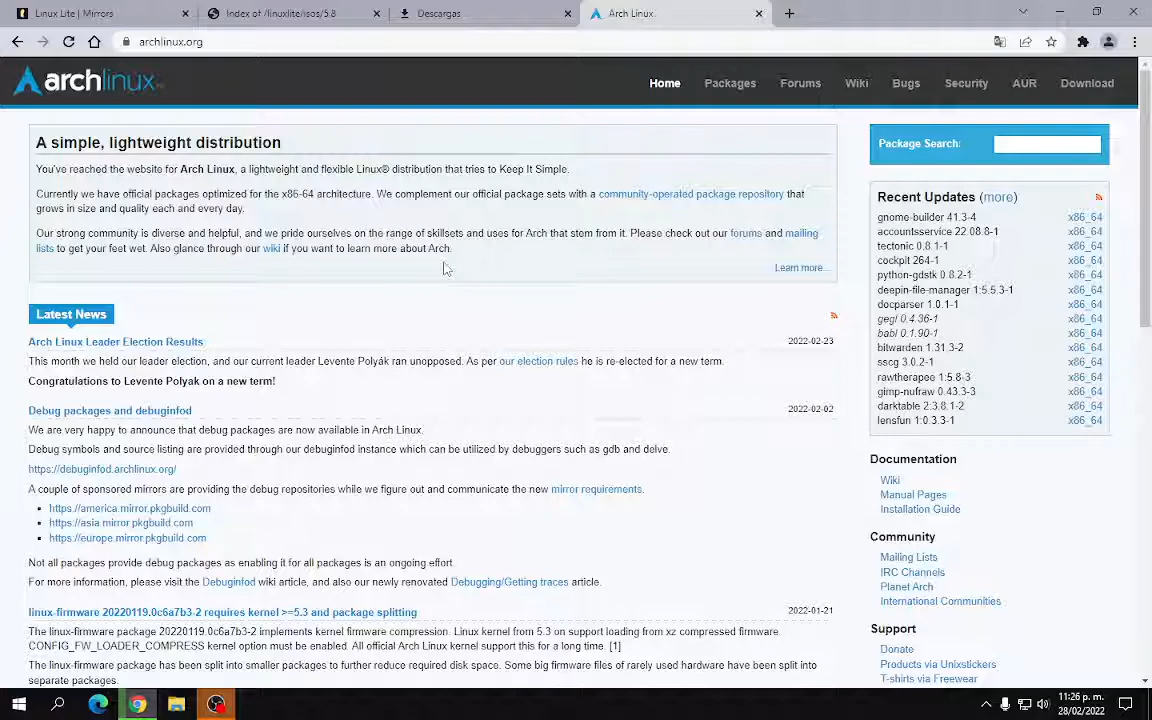 Linux Lite | Mirrors
Index of /linuxlite/isos/5.8
Descargas
Arch Linux
archlinux.org
archlinux
Home
Packages
Forums
Wiki
Bugs
Security
AUR
Download
A simple, lightweight distribution
You've reached the website for Arch Linux, a lightweight and flexible Linux® distribution that tries to Keep It Simple.
Currently we have official packages optimized for the x86-64 architecture. We complement our official package sets with a community-operated package repository that
grows in size and quality each and every day.
Our strong community is diverse and helpful, and we pride ourselves on the range of skillsets and uses for Arch that stem from it. Please check out our forums and mailing
lists to get your feet wet. Also glance through our wiki if you want to learn more about Arch.
Learn more...
Package Search:
Latest News
Arch Linux Leader Election Results
2022-02-23
This month we held our leader election, and our current leader Levente Polyák ran unopposed. As per our election rules he is re-elected for a new term.
Congratulations to Levente Polyak on a new term!
Debug packages and debuginfod
2022-02-02
We are very happy to announce that debug packages are now available in Arch Linux.
Debug symbols and source listing are provided through our debuginfod instance which can be utilized by debuggers such as gdb and delve.
https://debuginfod.archlinux.org/
A couple of sponsored mirrors are providing the debug repositories while we figure out and communicate the new mirror requirements.
https://america.mirror.pkgbuild.com
https://asia.mirror.pkgbuild.com
https://europe.mirror.pkgbuild.com
Not all packages provide debug packages as enabling it for all packages is an ongoing effort.
For more information, please visit the Debuginfod wiki article, and also our newly renovated Debugging/Getting traces article.
linux-firmware 20220119.0c6a7b3-2 requires kernel >=5.3 and package splitting
2022-01-21
The linux-firmware package 20220119.0c6a7b3-2 implements kernel firmware compression. Linux kernel from 5.3 on support loading from xz compressed firmware.
CONFIG_FW_LOADER_COMPRESS kernel option must be enabled. All official Arch Linux kernel support this for a long time. [1]
The linux-firmware package has been split into smaller packages to further reduce required disk space. Some big firmware files of rarely used hardware have been split into
separate packages.
Recent Updates (more)
gnome-builder 41.3-4 x86_64
accountsservice 22.08.8-1 x86_64
tectonic 0.8.1-1 x86_64
cockpit 264-1 x86_64
python-gdstk 0.8.2-1 x86_64
deepin-file-manager 1:5.5.3-1 x86_64
docparser 1.0.1-1 x86_64
gegl 0.4.36-1 x86_64
babl 0.1.90-1 x86_64
bitwarden 1.31.3-2 x86_64
sscg 3.0.2-1 x86_64
rawtherapee 1:5.8-3 x86_64
gimp-nufraw 0.43.3-3 x86_64
darktable 2:3.8.1-2 x86_64
lensfun 1:0.3.3-1 x86_64
Documentation
Wiki
Manual Pages
Installation Guide
Community
Mailing Lists
IRC Channels
Planet Arch
International Communities
Support
Donate
Products via Unixstickers
T-shirts via Freewear
11:26 p. m.
28/02/2022